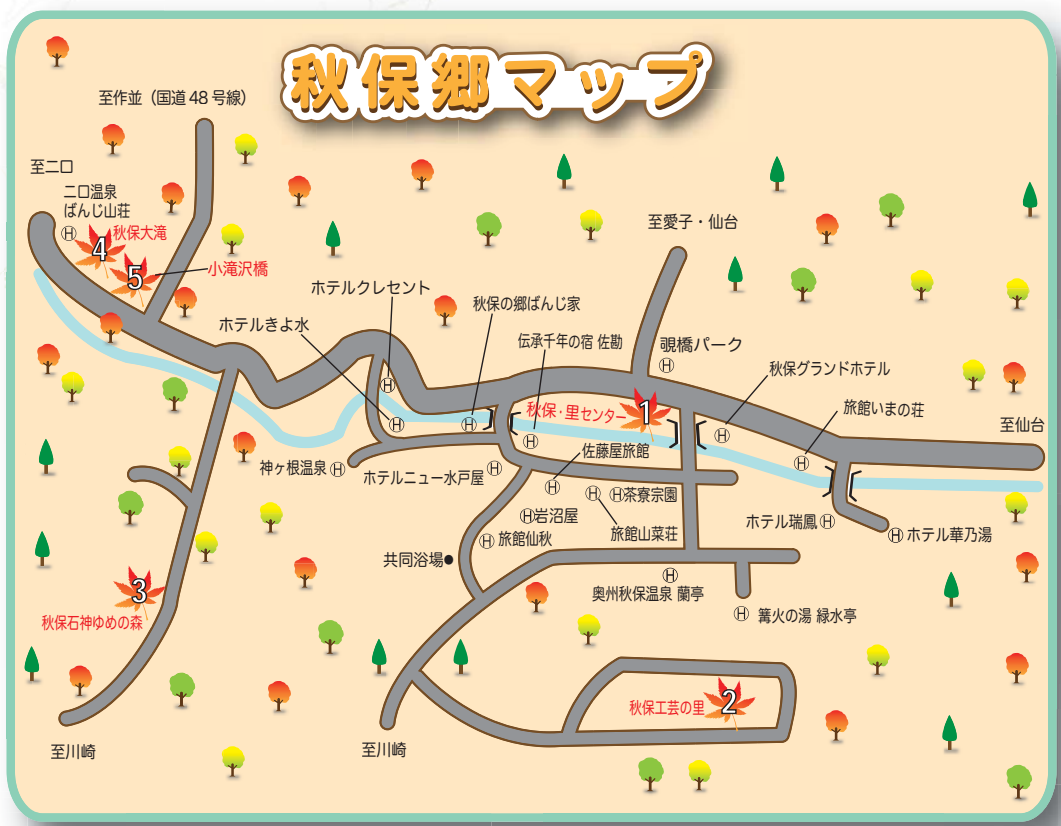 秋保郷マップ
至作並（国道48号線）
至二口
二口温泉
ばんじ山荘
Ⓗ
秋保大滝
4
5
小滝沢橋
至愛子・仙台
ホテルクレセント
Ⓗ
秋保の郷ばんじ家
Ⓗ
ホテルきよ水
Ⓗ
伝承千年の宿 佐勘
Ⓗ
覗橋パーク
Ⓗ
秋保グランドホテル
Ⓗ
秋保・里センター
1
旅館いまの荘
Ⓗ
至仙台
佐藤屋旅館
Ⓗ
神ヶ根温泉Ⓗ
ホテルニュー水戸屋
Ⓗ
Ⓗ茶寮宗園
Ⓗ岩沼屋
旅館山菜荘
Ⓗ
ホテル瑞鳳Ⓗ
Ⓗホテル華乃湯
Ⓗ旅館仙秋
共同浴場●
Ⓗ
奥州秋保温泉 蘭亭
Ⓗ 篝火の湯 緑水亭
3
秋保石神ゆめの森
秋保工芸の里
2
至川崎
至川崎